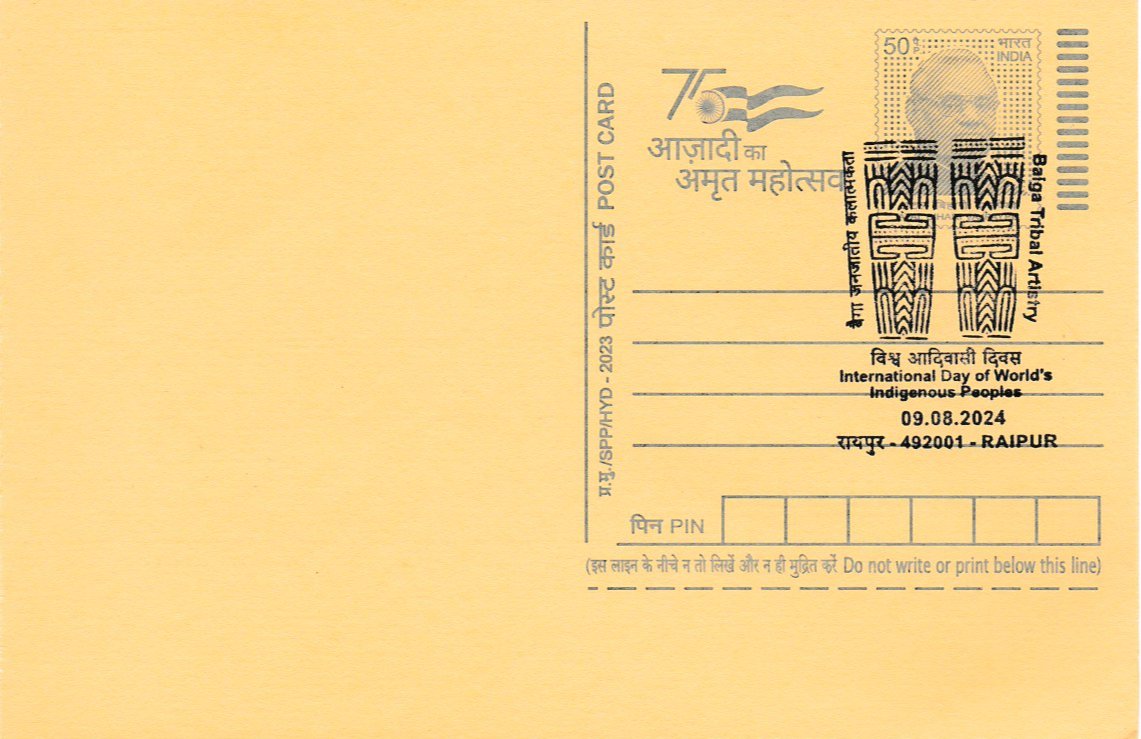 प्र.मु./SPP/HYD - 2023 पोस्ट कार्ड POST CARD
75
आज़ादी का
अमृत महोत्सव
50 पै. P.
भारत
INDIA
बैगा जनजातीय कलात्मकता
Baiga Tribal Artistry
विश्व आदिवासी दिवस
International Day of World's
Indigenous Peoples
09.08.2024
रायपुर - 492001 - RAIPUR
पिन PIN
(इस लाइन के नीचे न तो लिखें और न ही मुद्रित करें Do not write or print below this line)